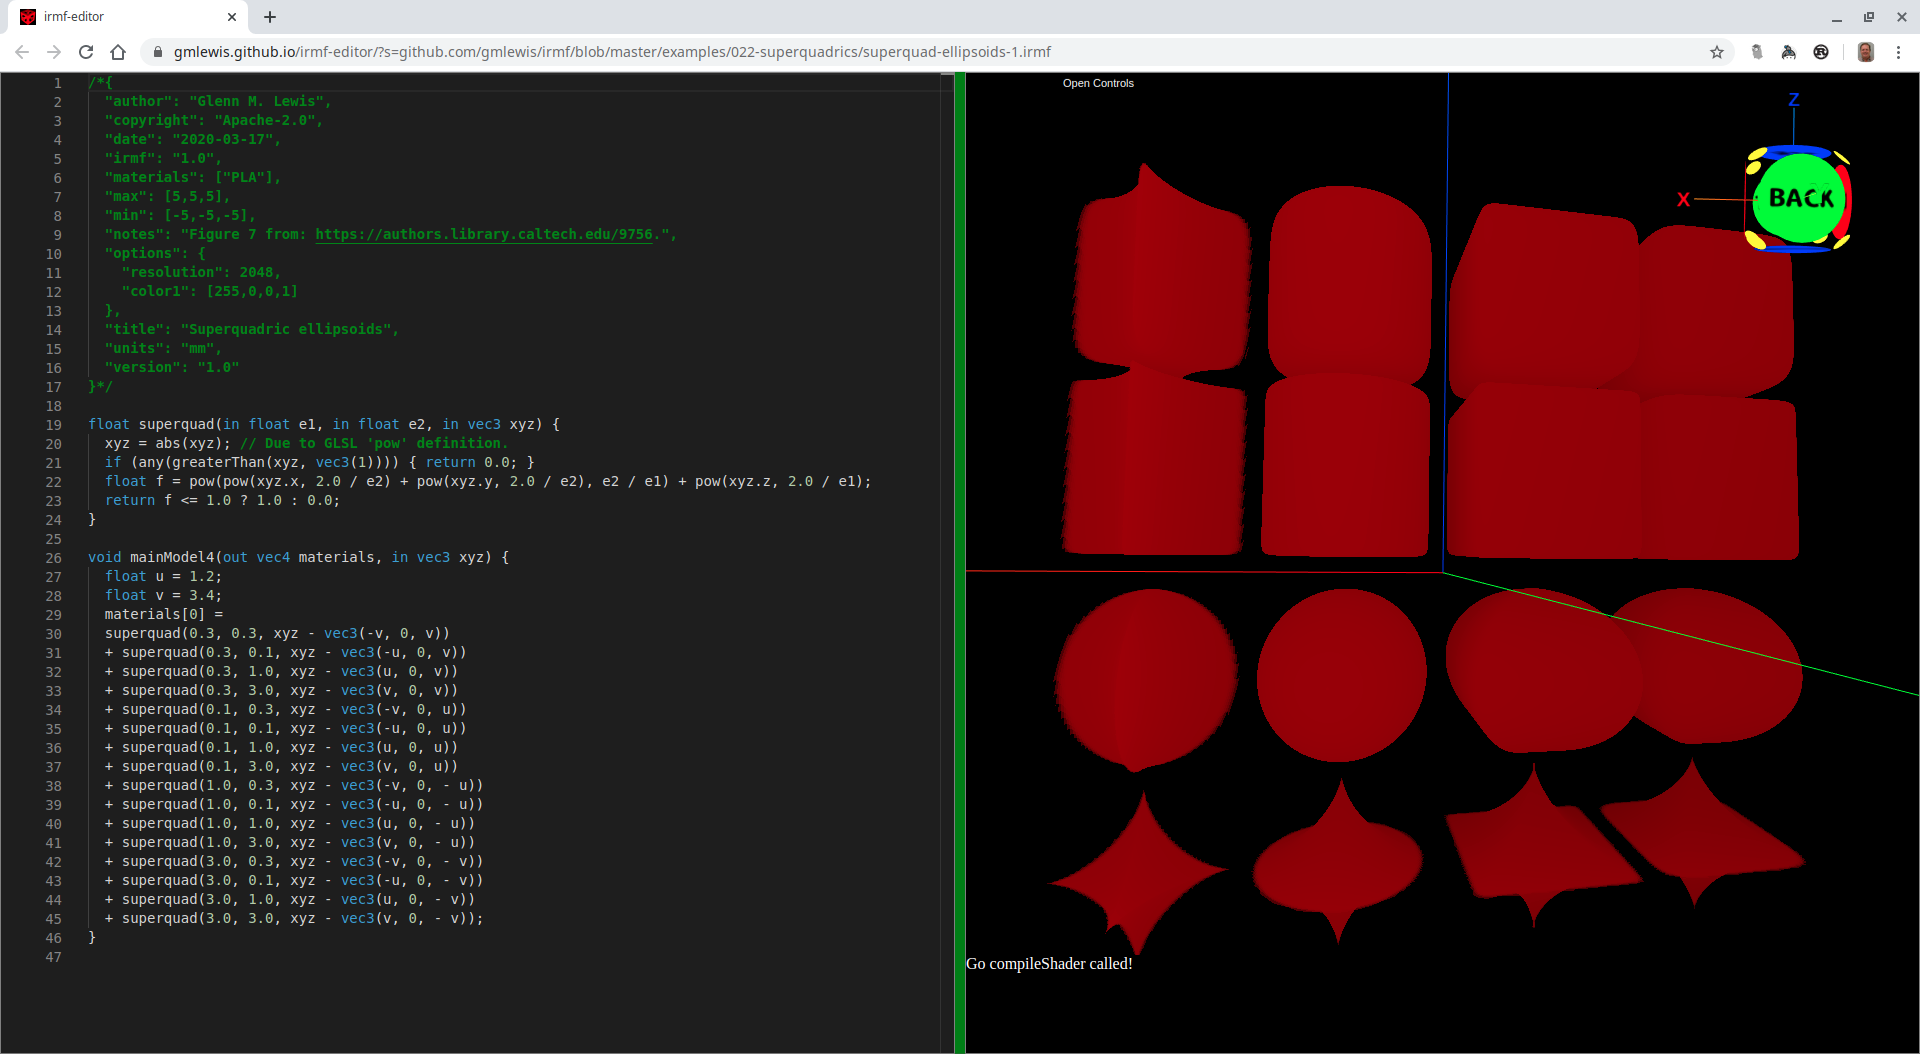 irmf-editor
gmlewis.github.io/irmf-editor/?s=github.com/gmlewis/irmf/blob/master/examples/022-superquadrics/superquad-ellipsoids-1.irmf
1 /*{
2 "author": "Glenn M. Lewis",
3 "copyright": "Apache-2.0",
4 "date": "2020-03-17",
5 "irmf": "1.0",
6 "materials": ["PLA"],
7 "max": [5,5,5],
8 "min": [-5,-5,-5],
9 "notes": "Figure 7 from: https://authors.library.caltech.edu/9756.",
10 "options": {
11 "resolution": 2048,
12 "color1": [255,0,0,1]
13 },
14 "title": "Superquadric ellipsoids",
15 "units": "mm",
16 "version": "1.0"
17 }*/
18
19 float superquad(in float e1, in float e2, in vec3 xyz) {
20 xyz = abs(xyz); // Due to GLSL 'pow' definition.
21 if (any(greaterThan(xyz, vec3(1)))) { return 0.0; }
22 float f = pow(pow(xyz.x, 2.0 / e2) + pow(xyz.y, 2.0 / e2), e2 / e1) + pow(xyz.z, 2.0 / e1);
23 return f <= 1.0 ? 1.0 : 0.0;
24 }
25
26 void mainModel4(out vec4 materials, in vec3 xyz) {
27 float u = 1.2;
28 float v = 3.4;
29 materials[0] =
30 superquad(0.3, 0.3, xyz - vec3(-v, 0, v))
31 + superquad(0.3, 0.1, xyz - vec3(-u, 0, v))
32 + superquad(0.3, 1.0, xyz - vec3(u, 0, v))
33 + superquad(0.3, 3.0, xyz - vec3(v, 0, v))
34 + superquad(0.1, 0.3, xyz - vec3(-v, 0, u))
35 + superquad(0.1, 0.1, xyz - vec3(-u, 0, u))
36 + superquad(0.1, 1.0, xyz - vec3(u, 0, u))
37 + superquad(0.1, 3.0, xyz - vec3(v, 0, u))
38 + superquad(1.0, 0.3, xyz - vec3(-v, 0, - u))
39 + superquad(1.0, 0.1, xyz - vec3(-u, 0, - u))
40 + superquad(1.0, 1.0, xyz - vec3(u, 0, - u))
41 + superquad(1.0, 3.0, xyz - vec3(v, 0, - u))
42 + superquad(3.0, 0.3, xyz - vec3(-v, 0, - v))
43 + superquad(3.0, 0.1, xyz - vec3(-u, 0, - v))
44 + superquad(3.0, 1.0, xyz - vec3(u, 0, - v))
45 + superquad(3.0, 3.0, xyz - vec3(v, 0, - v));
46 }
47
Open Controls
Z
X
BACK
Go compileShader called!